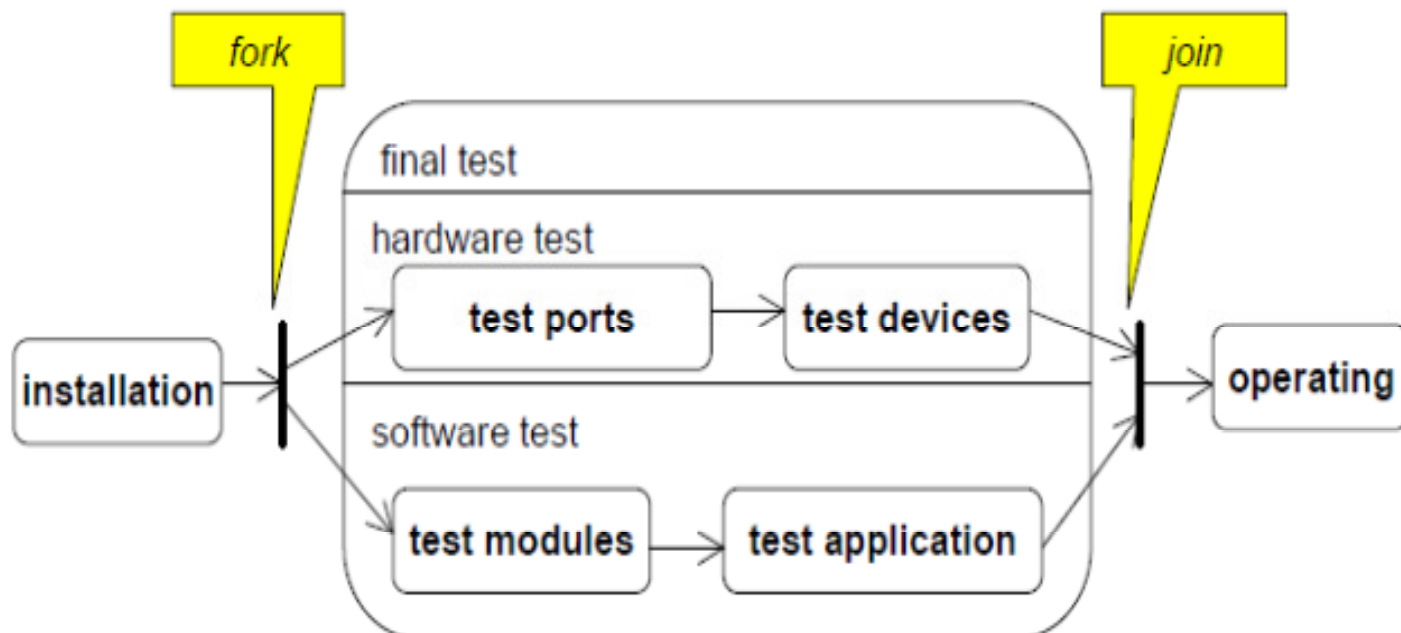 fork
join
final test
hardware test
test ports
test devices
installation
operating
software test
test modules
test application